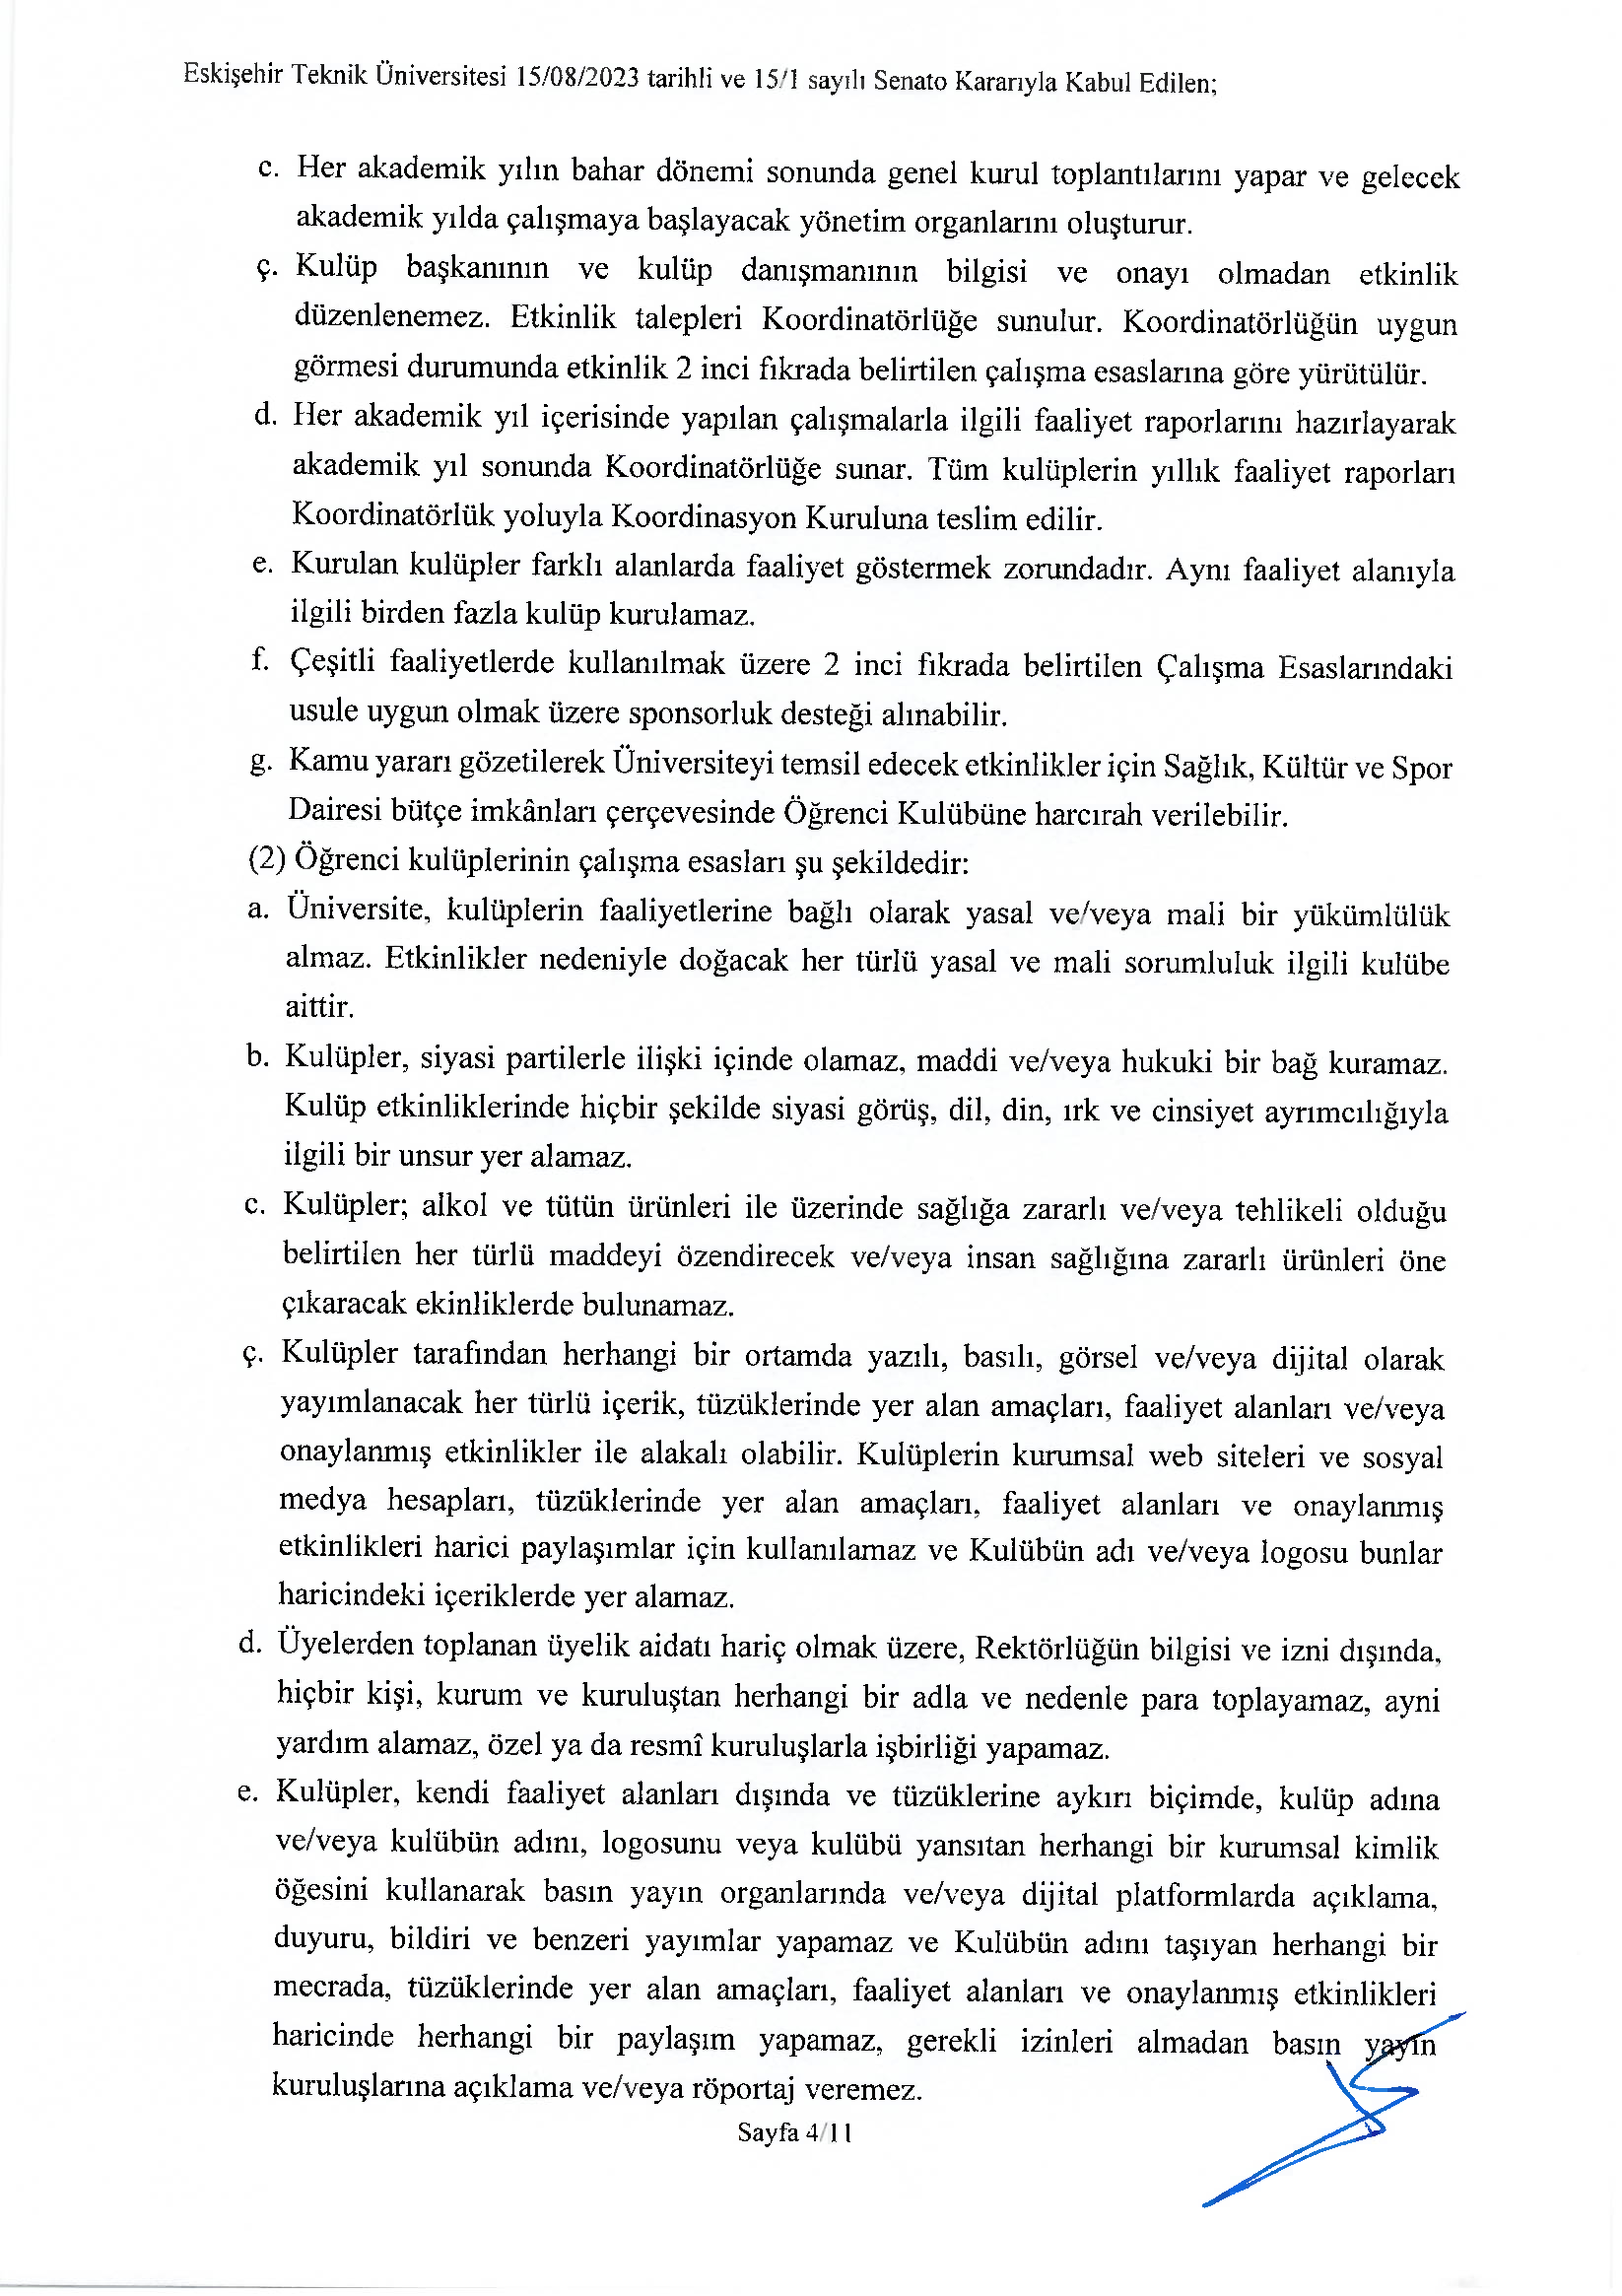 Eskişehir Teknik Üniversitesi 15/08/2023 tarihli ve 15/1 sayılı Senato Kararıyla Kabul Edilen;
c. Her akademik yılın bahar dönemi sonunda genel kurul toplantılarını yapar ve gelecek
akademik yılda çalışmaya başlayacak yönetim organlarını oluşturur.
ç. Kulüp başkanının ve kulüp danışmanının bilgisi ve onayı olmadan etkinlik
düzenlenemez. Etkinlik talepleri Koordinatörlüğe sunulur. Koordinatörlüğün uygun
görmesi durumunda etkinlik 2 inci fıkrada belirtilen çalışma esaslarına göre yürütülür.
d. Her akademik yıl içerisinde yapılan çalışmalarla ilgili faaliyet raporlarını hazırlayarak
akademik yıl sonunda Koordinatörlüğe sunar. Tüm kulüplerin yıllık faaliyet raporları
Koordinatörlük yoluyla Koordinasyon Kuruluna teslim edilir.
e. Kurulan kulüpler farklı alanlarda faaliyet göstermek zorundadır. Aynı faaliyet alanıyla
ilgili birden fazla kulüp kurulamaz.
f. Çeşitli faaliyetlerde kullanılmak üzere 2 inci fıkrada belirtilen Çalışma Esaslarındaki
usule uygun olmak üzere sponsorluk desteği alınabilir.
g. Kamu yararı gözetilerek Üniversiteyi temsil edecek etkinlikler için Sağlık, Kültür ve Spor
Dairesi bütçe imkânları çerçevesinde Öğrenci Kulübüne harcırah verilebilir.
(2) Öğrenci kulüplerinin çalışma esasları şu şekildedir:
a. Üniversite, kulüplerin faaliyetlerine bağlı olarak yasal ve/veya mali bir yükümlülük
almaz. Etkinlikler nedeniyle doğacak her türlü yasal ve mali sorumluluk ilgili kulübe
aittir.
b. Kulüpler, siyasi partilerle ilişki içinde olamaz, maddi ve/veya hukuki bir bağ kuramaz.
Kulüp etkinliklerinde hiçbir şekilde siyasi görüş, dil, din, ırk ve cinsiyet ayrımcılığıyla
ilgili bir unsur yer alamaz.
c. Kulüpler; alkol ve tütün ürünleri ile üzerinde sağlığa zararlı ve/veya tehlikeli olduğu
belirtilen her türlü maddeyi özendirecek ve/veya insan sağlığına zararlı ürünleri öne
çıkaracak ekinliklerde bulunamaz.
ç. Kulüpler tarafından herhangi bir ortamda yazılı, basılı, görsel ve/veya dijital olarak
yayımlanacak her türlü içerik, tüzüklerinde yer alan amaçları, faaliyet alanları ve/veya
onaylanmış etkinlikler ile alakalı olabilir. Kulüplerin kurumsal web siteleri ve sosyal
medya hesapları, tüzüklerinde yer alan amaçları, faaliyet alanları ve onaylanmış
etkinlikleri harici paylaşımlar için kullanılamaz ve Kulübün adı ve/veya logosu bunlar
haricindeki içeriklerde yer alamaz.
d. Üyelerden toplanan üyelik aidatı hariç olmak üzere, Rektörlüğün bilgisi ve izni dışında,
hiçbir kişi, kurum ve kuruluştan herhangi bir adla ve nedenle para toplayamaz, ayni
yardım alamaz, özel ya da resmî kuruluşlarla işbirliği yapamaz.
e. Kulüpler, kendi faaliyet alanları dışında ve tüzüklerine aykırı biçimde, kulüp adına
ve/veya kulübün adını, logosunu veya kulübü yansıtan herhangi bir kurumsal kimlik
öğesini kullanarak basın yayın organlarında ve/veya dijital platformlarda açıklama,
duyuru, bildiri ve benzeri yayımlar yapamaz ve Kulübün adını taşıyan herhangi bir
mecrada, tüzüklerinde yer alan amaçları, faaliyet alanları ve onaylanmış etkinlikleri
haricinde herhangi bir paylaşım yapamaz, gerekli izinleri almadan basın yayın
kuruluşlarına açıklama ve/veya röportaj veremez.
Sayfa 4/11